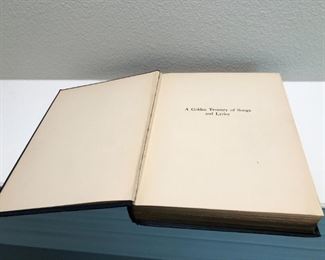 A Golden Treasury of Songs
and Lyrics